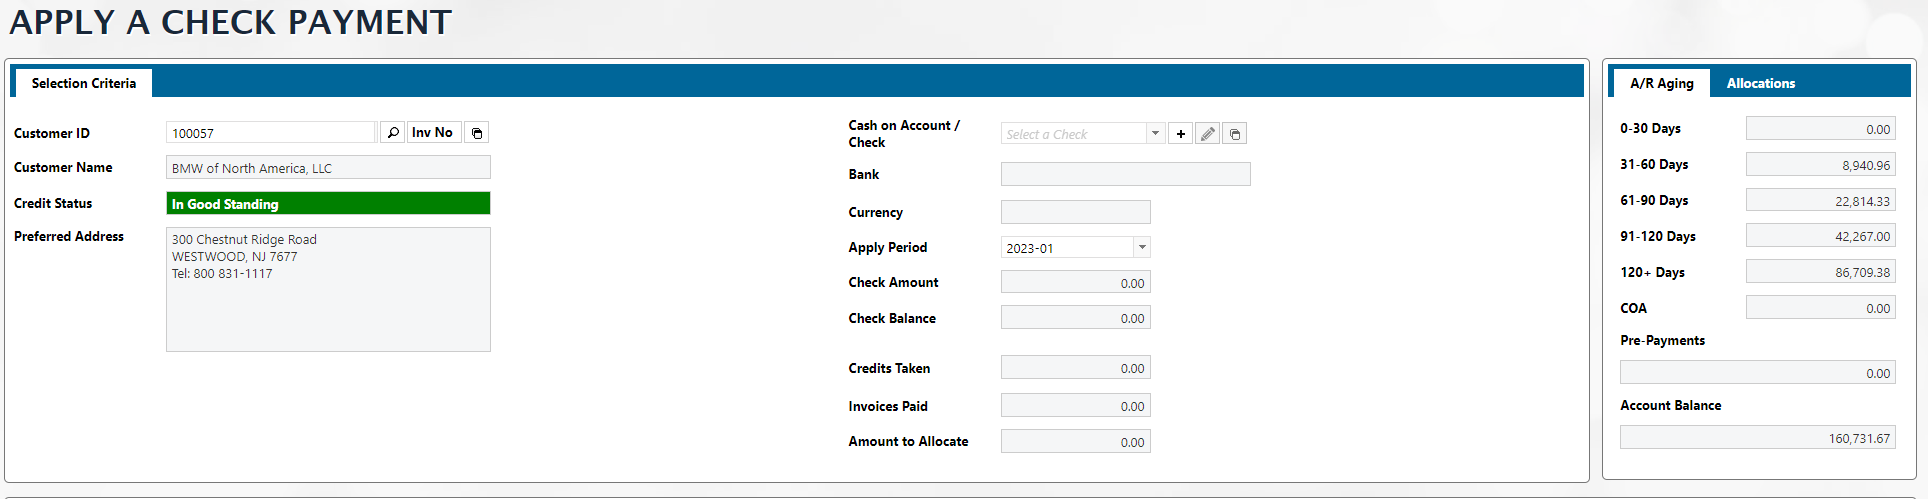 APPLY A CHECK PAYMENT
Selection Criteria
Customer ID
100057
Inv No
Customer Name
BMW of North America, LLC
Credit Status
In Good Standing
Preferred Address
300 Chestnut Ridge Road
WESTWOOD, NJ 7677
Tel: 800 831-1117
Cash on Account /
Check
Select a Check
Bank
Currency
Apply Period
2023-01
Check Amount
0.00
Check Balance
0.00
Credits Taken
0.00
Invoices Paid
0.00
Amount to Allocate
0.00
A/R Aging
Allocations
0-30 Days
0.00
31-60 Days
8,940.96
61-90 Days
22,814.33
91-120 Days
42,267.00
120+ Days
86,709.38
COA
0.00
Pre-Payments
0.00
Account Balance
160,731.67